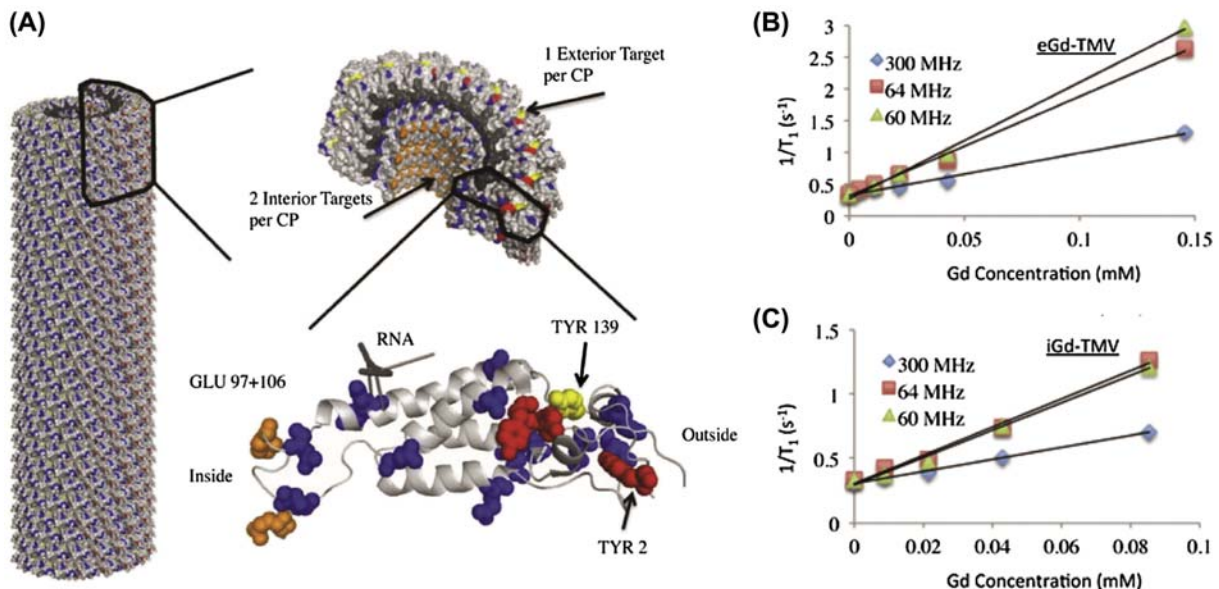 (A)
1 Exterior Target
per CP
2 Interior Targets
per CP
RNA
TYR 139
GLU 97+106
Inside
Outside
TYR 2
(B)
eGd-TMV
300 MHz
64 MHz
60 MHz
1/T₁ (s⁻¹)
3
2.5
2
1.5
1
0.5
0
0
0.05
0.1
0.15
Gd Concentration (mM)
(C)
iGd-TMV
300 MHz
64 MHz
60 MHz
1/T₁ (s⁻¹)
1.5
1
0.5
0
0
0.02
0.04
0.06
0.08
0.1
Gd Concentration (mM)